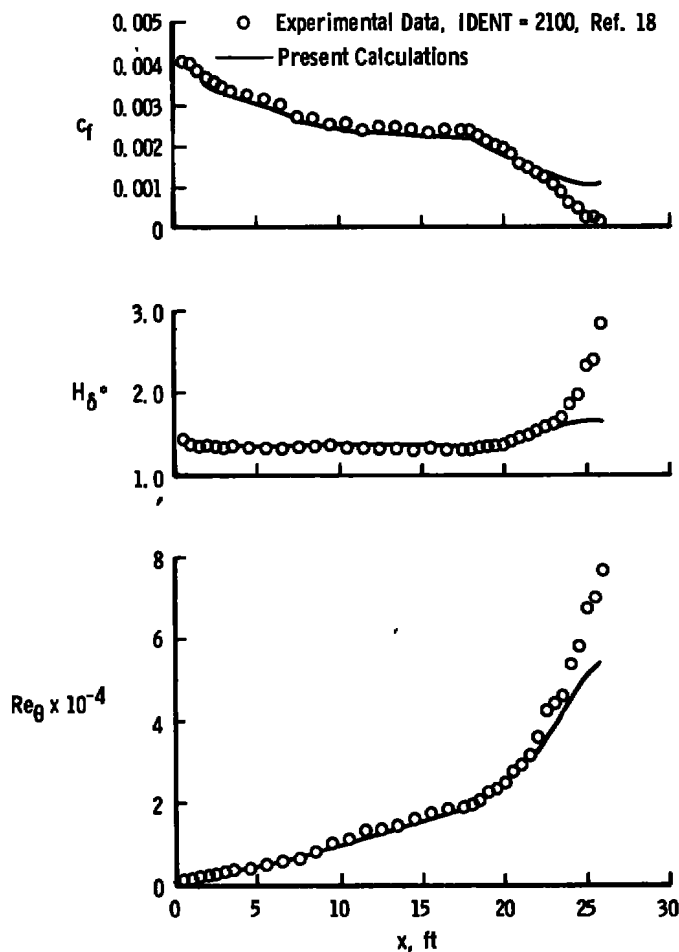 ○ Experimental Data, IDENT = 2100, Ref. 18
— Present Calculations
0.005
0.004
0.003
0.002
0.001
0
c_f
3.0
2.0
1.0
H_δ*
8
6
4
2
0
Re_θ x 10⁻⁴
0 5 10 15 20 25 30
x, ft